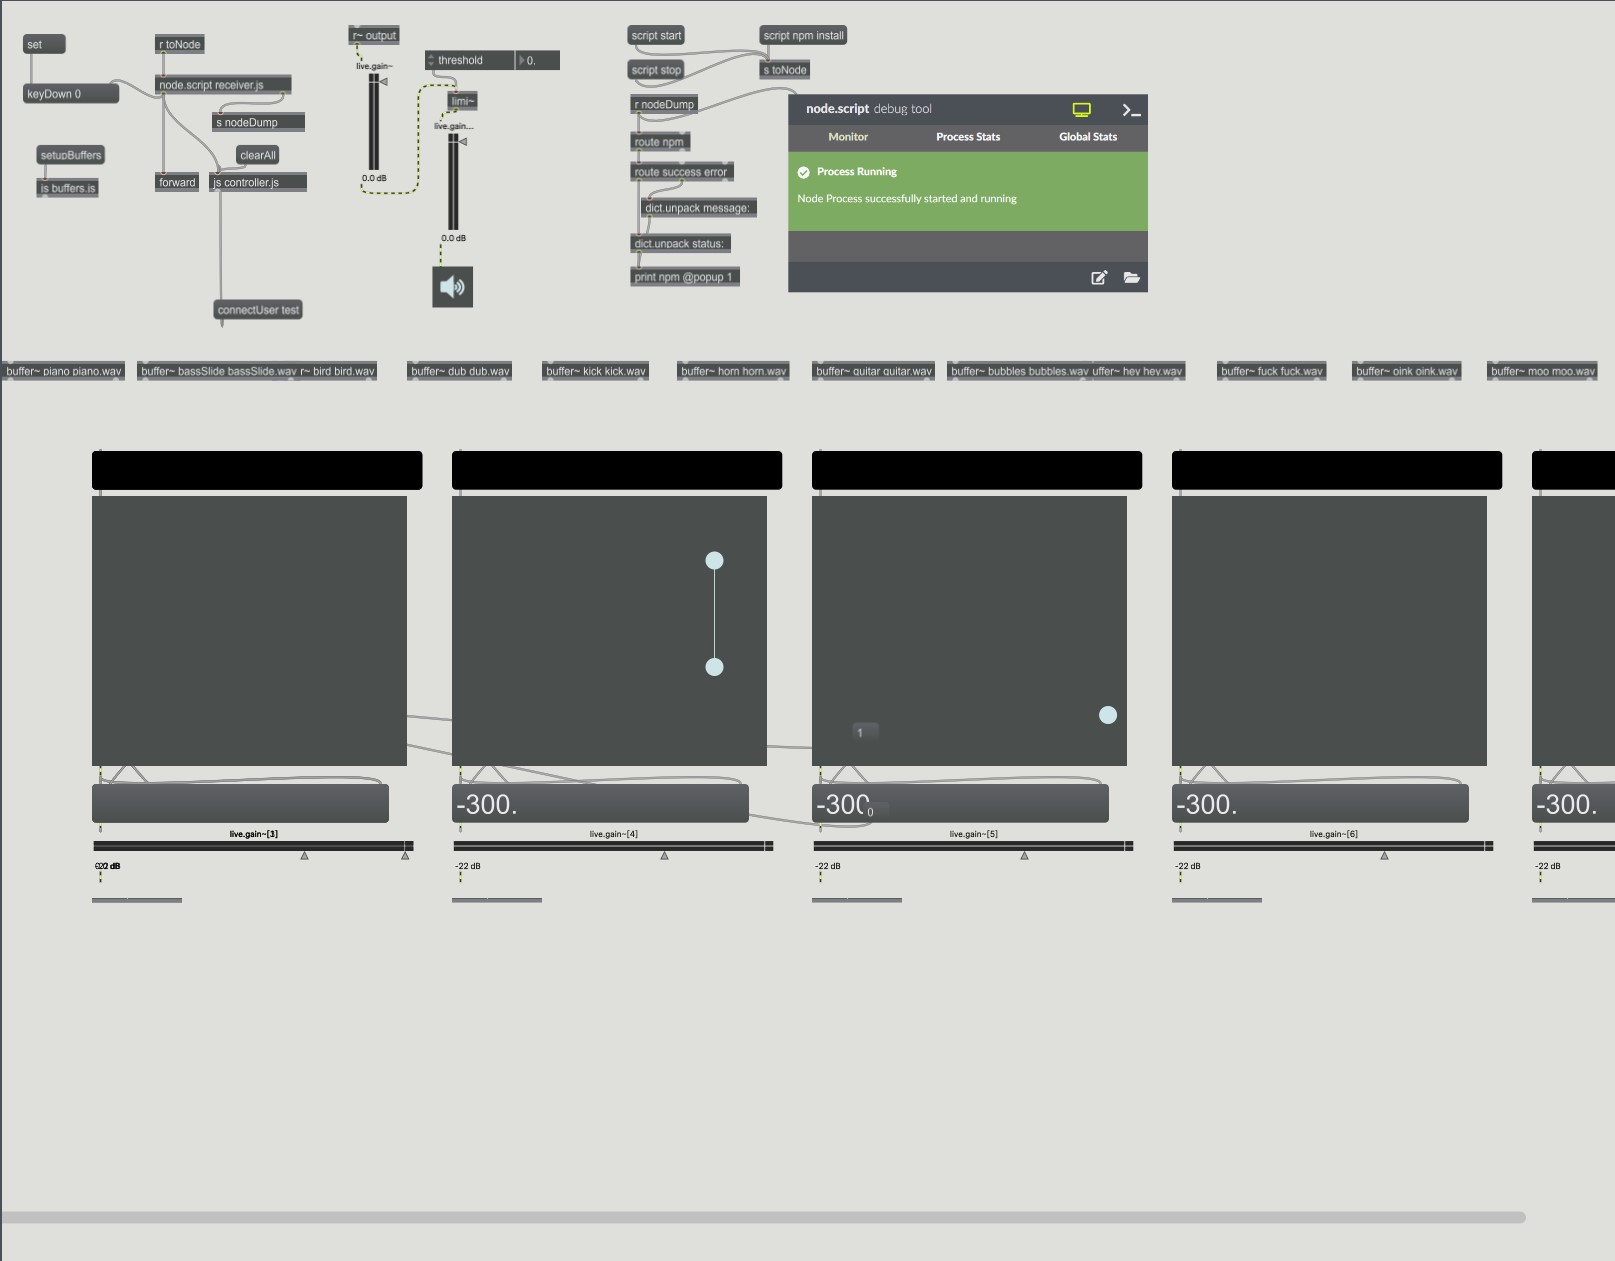 set
keyDown 0
setupBuffers
js buffers.js
r toNode
node.script receiver.js
s nodeDump
clearAll
forward
js controller.js
connectUser test
r~ output
live.gain~
0.0 dB
threshold
0.
limi~
live.gain...
0.0 dB
script start
script stop
script npm install
s toNode
r nodeDump
route npm
route success error
dict.unpack message:
dict.unpack status:
print npm @popup 1
node.script debug tool
Monitor
Process Stats
Global Stats
Process Running
Node Process successfully started and running
buffer~ piano piano.wav
buffer~ bassSlide bassSlide.wav
r~ bird bird.wav
buffer~ dub dub.wav
buffer~ kick kick.wav
buffer~ horn horn.wav
buffer~ guitar guitar.wav
buffer~ bubbles bubbles.wav
uffer~ hey hey.wav
buffer~ fuck fuck.wav
buffer~ oink oink.wav
buffer~ moo moo.wav
1
-300.
-300
0
-300.
-300.
live.gain~[3]
live.gain~[4]
live.gain~[5]
live.gain~[6]
-22 dB
-22 dB
-22 dB
-22 dB